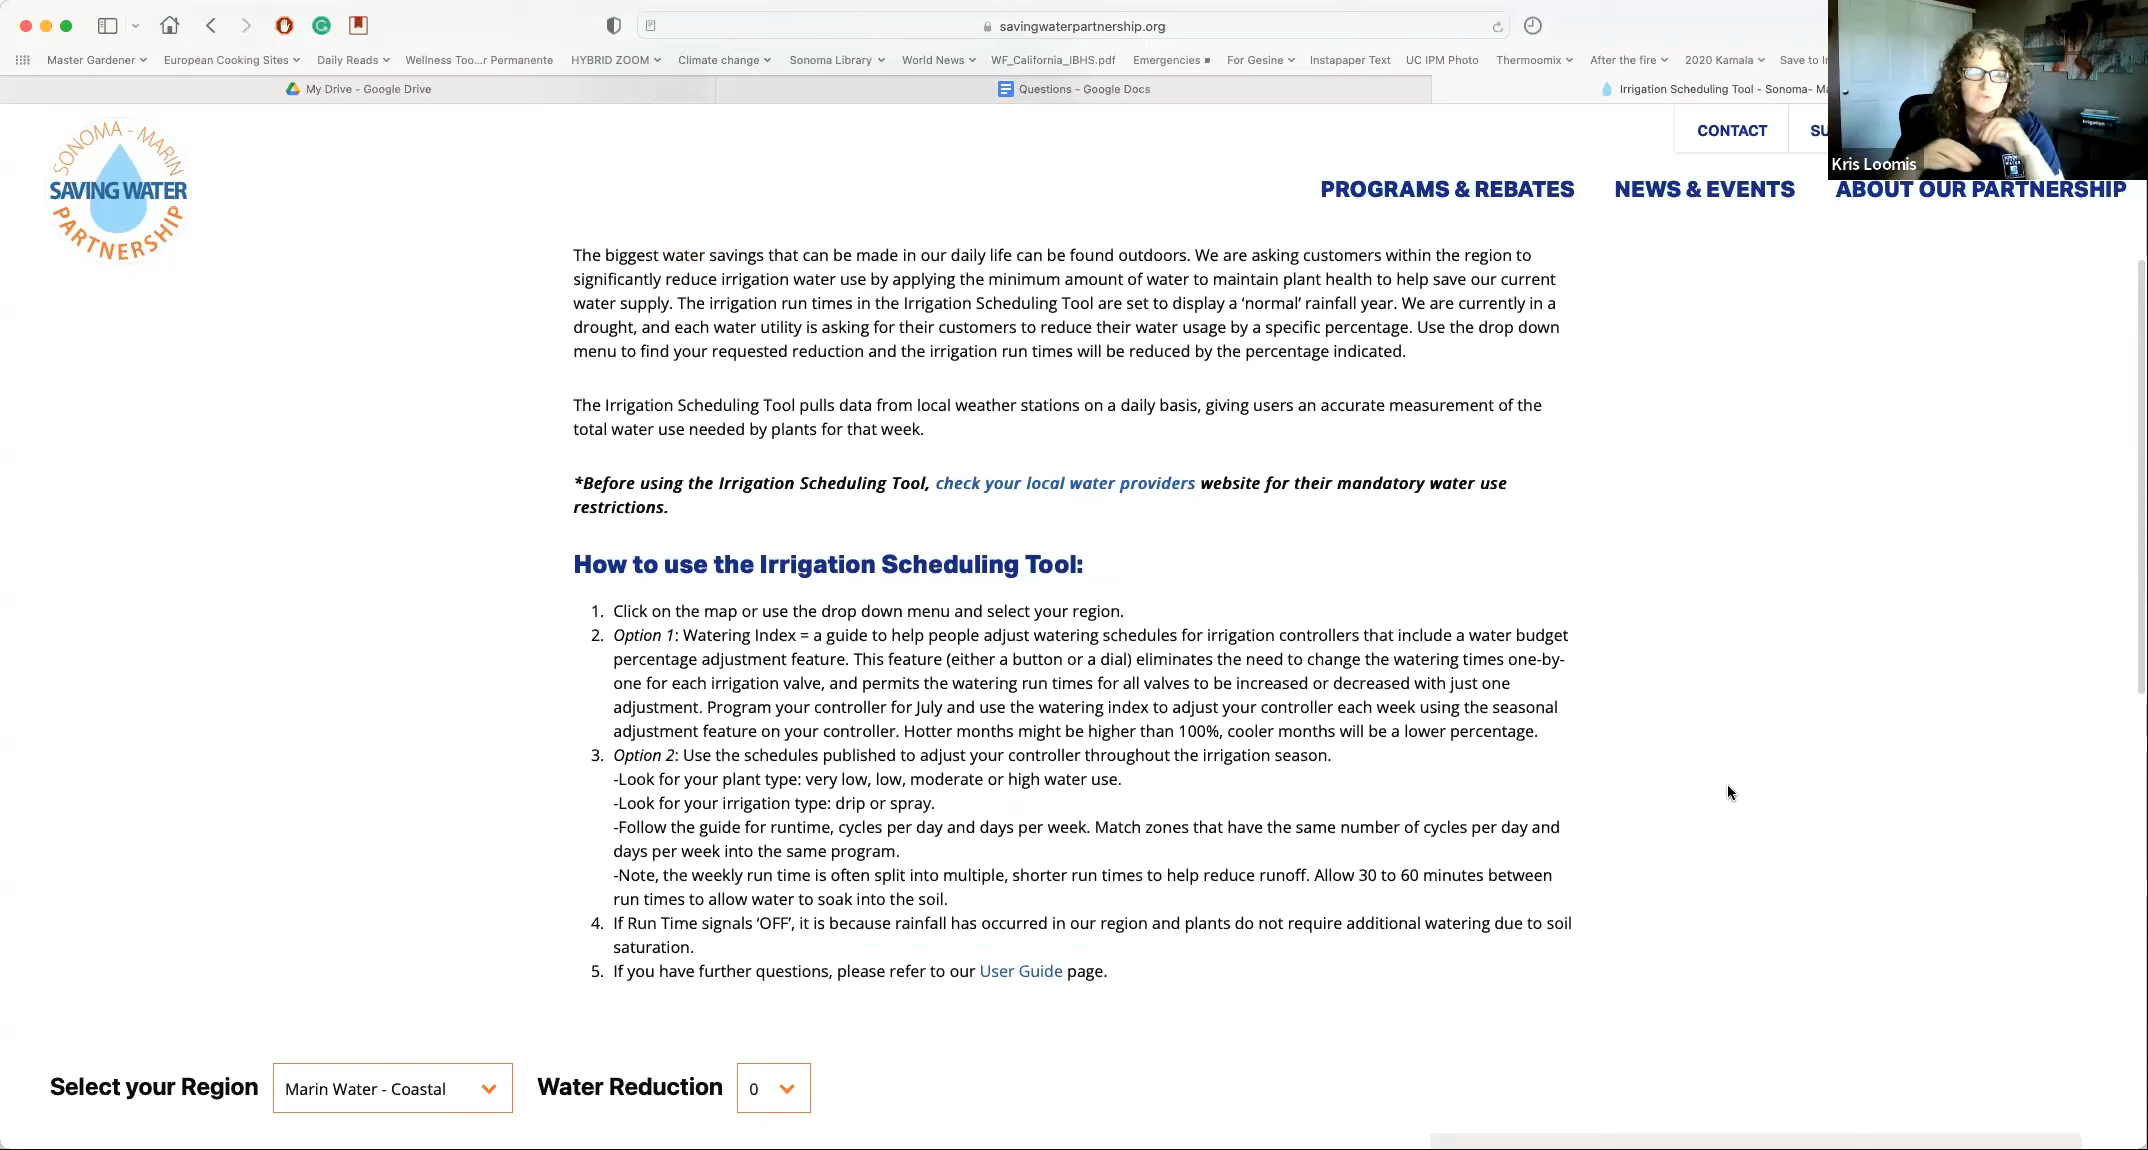 savingwaterpartnership.org
Master Gardener European Cooking Sites Daily Reads Wellness Too...r Permanente HYBRID ZOOM Climate change Sonoma Library World News WF_California_IBHS.pdf Emergencies For Gesine Instapaper Text UC IPM Photo Thermoomix After the fire 2020 Kamala Save to In
My Drive – Google Drive Questions - Google Docs Irrigation Scheduling Tool - Sonoma- Ma
SONOMA - MARIN
SAVING WATER
PARTNERSHIP
CONTACT SU
Kris Loomis
PROGRAMS & REBATES NEWS & EVENTS ABOUT OUR PARTNERSHIP
The biggest water savings that can be made in our daily life can be found outdoors. We are asking customers within the region to
significantly reduce irrigation water use by applying the minimum amount of water to maintain plant health to help save our current
water supply. The irrigation run times in the Irrigation Scheduling Tool are set to display a ‘normal’ rainfall year. We are currently in a
drought, and each water utility is asking for their customers to reduce their water usage by a specific percentage. Use the drop down
menu to find your requested reduction and the irrigation run times will be reduced by the percentage indicated.
The Irrigation Scheduling Tool pulls data from local weather stations on a daily basis, giving users an accurate measurement of the
total water use needed by plants for that week.
*Before using the Irrigation Scheduling Tool, check your local water providers website for their mandatory water use
restrictions.
How to use the Irrigation Scheduling Tool:
1. Click on the map or use the drop down menu and select your region.
2. Option 1: Watering Index = a guide to help people adjust watering schedules for irrigation controllers that include a water budget
percentage adjustment feature. This feature (either a button or a dial) eliminates the need to change the watering times one-by-
one for each irrigation valve, and permits the watering run times for all valves to be increased or decreased with just one
adjustment. Program your controller for July and use the watering index to adjust your controller each week using the seasonal
adjustment feature on your controller. Hotter months might be higher than 100%, cooler months will be a lower percentage.
3. Option 2: Use the schedules published to adjust your controller throughout the irrigation season.
-Look for your plant type: very low, low, moderate or high water use.
-Look for your irrigation type: drip or spray.
-Follow the guide for runtime, cycles per day and days per week. Match zones that have the same number of cycles per day and
days per week into the same program.
-Note, the weekly run time is often split into multiple, shorter run times to help reduce runoff. Allow 30 to 60 minutes between
run times to allow water to soak into the soil.
4. If Run Time signals ‘OFF’, it is because rainfall has occurred in our region and plants do not require additional watering due to soil
saturation.
5. If you have further questions, please refer to our User Guide page.
Select your Region Marin Water - Coastal Water Reduction 0